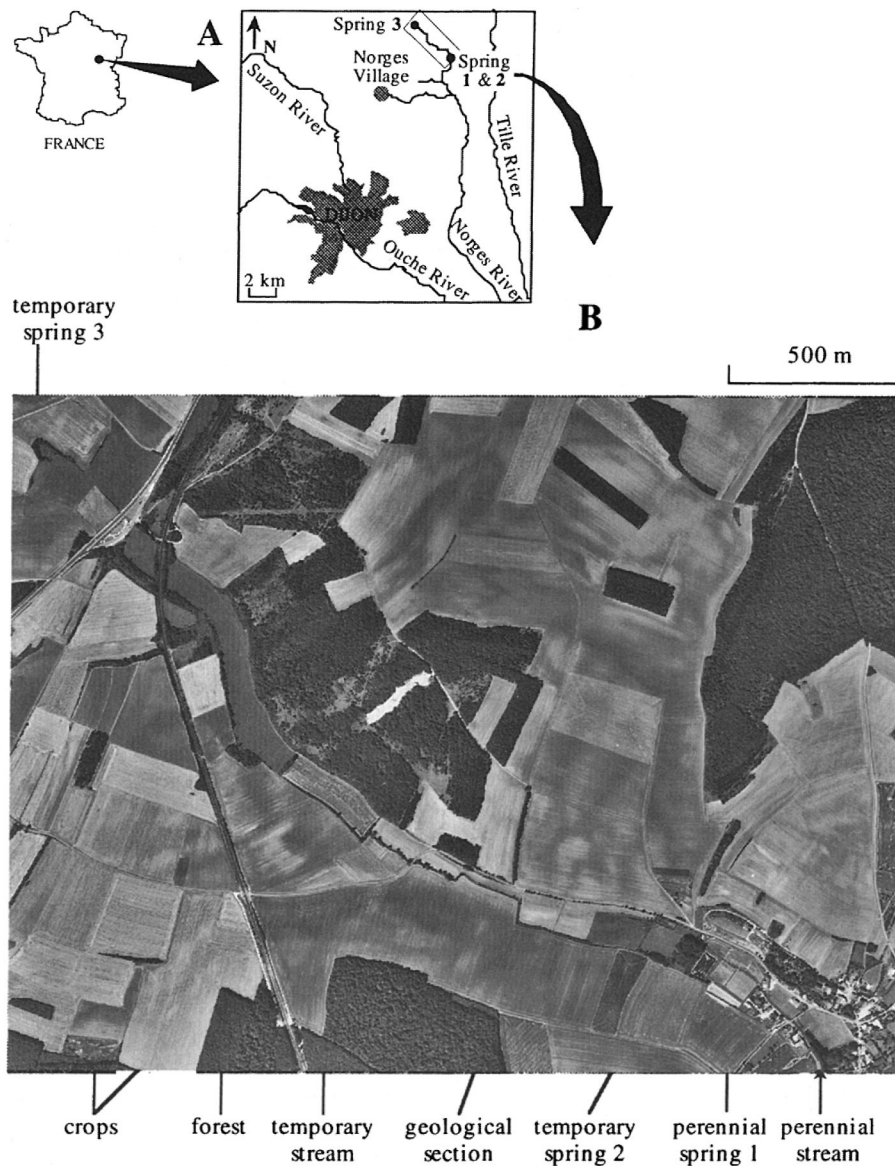 A
Spring 3
N
Norges
Village
Spring
1 & 2
Suzon River
Tille River
FRANCE
DIJON
Ouche River
Norges River
2 km
B
temporary
spring 3
500 m
crops
forest
temporary
stream
geological
section
temporary
spring 2
perennial
spring 1
perennial
stream